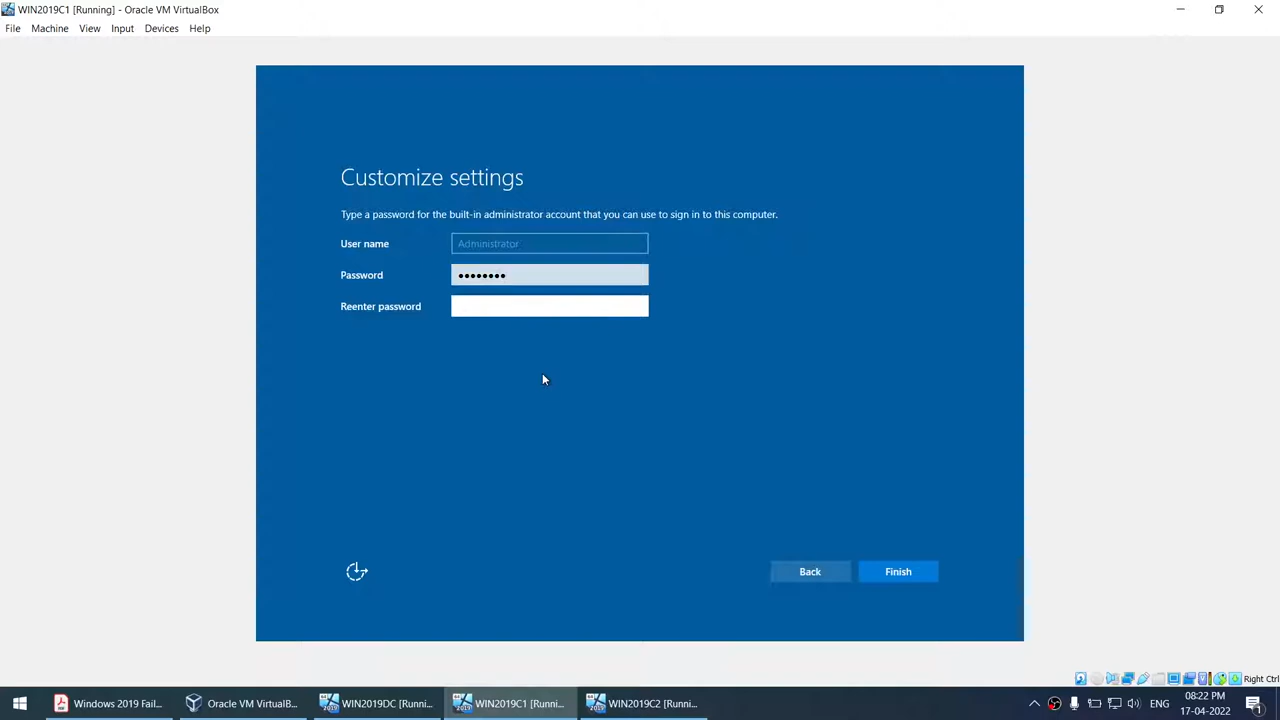 WIN2019C1 [Running] - Oracle VM VirtualBox
File Machine View Input Devices Help
Customize settings
Type a password for the built-in administrator account that you can use to sign in to this computer.
User name Administrator
Password ●●●●●●●●
Reenter password
Back Finish
Right Ctrl
Windows 2019 Fail... Oracle VM VirtualB... WIN2019DC [Runni... WIN2019C1 [Runni... WIN2019C2 [Runni... ENG 08:22 PM
17-04-2022